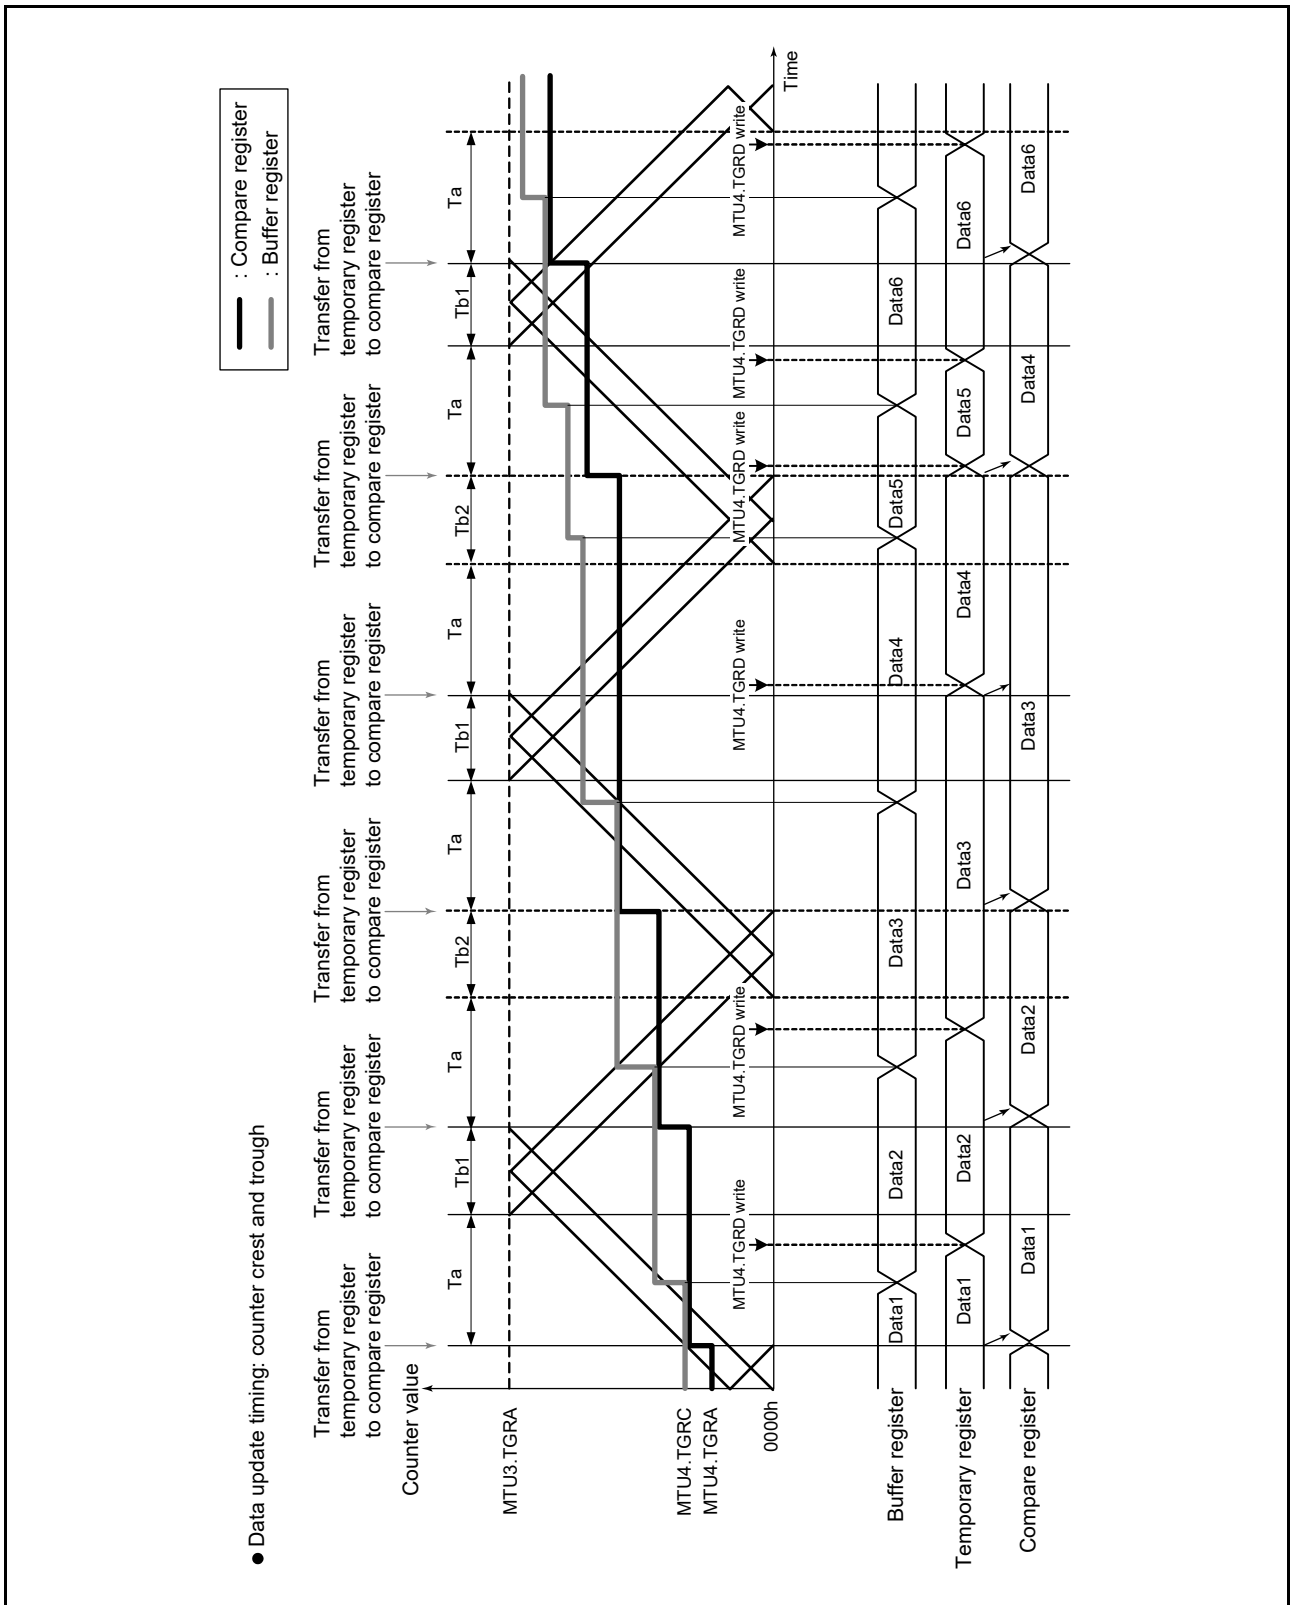 ● Data update timing: counter crest and trough
: Compare register
: Buffer register
Transfer from
temporary register
to compare register
Transfer from
temporary register
to compare register
Transfer from
temporary register
to compare register
Transfer from
temporary register
to compare register
Transfer from
temporary register
to compare register
Transfer from
temporary register
to compare register
Counter value
Ta
Tb1
Ta
Tb2
Ta
Tb1
Ta
Tb2
Ta
Tb1
Ta
MTU3.TGRA
MTU4.TGRC
MTU4.TGRA
0000h
Time
MTU4.TGRD write
MTU4.TGRD write
MTU4.TGRD write
MTU4.TGRD write
MTU4.TGRD write
MTU4.TGRD write
Buffer register
Data1
Data2
Data3
Data4
Data5
Data6
Temporary register
Data1
Data2
Data3
Data4
Data5
Data6
Compare register
Data1
Data2
Data3
Data4
Data6